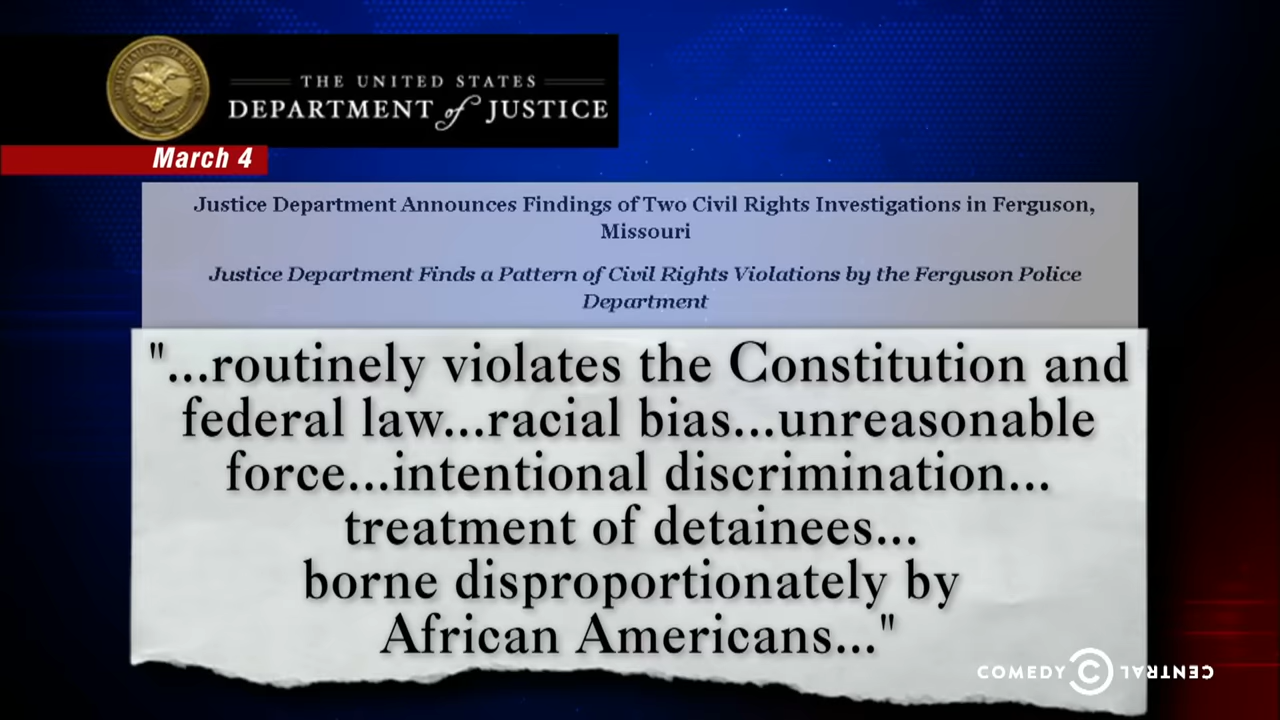 THE UNITED STATES
DEPARTMENT of JUSTICE
March 4
Justice Department Announces Findings of Two Civil Rights Investigations in Ferguson,
Missouri
Justice Department Finds a Pattern of Civil Rights Violations by the Ferguson Police
Department
"...routinely violates the Constitution and
federal law...racial bias...unreasonable
force...intentional discrimination...
treatment of detainees...
borne disproportionately by
African Americans..."
COMEDY CENTRAL